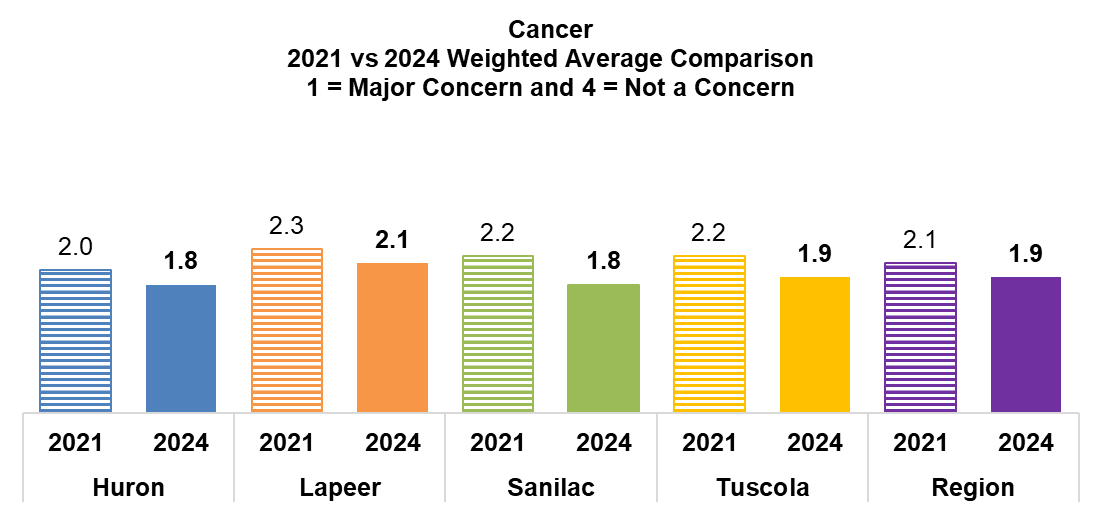 Cancer
2021 vs 2024 Weighted Average Comparison
1 = Major Concern and 4 = Not a Concern
2.0 1.8 2.3 2.1 2.2 1.8 2.2 1.9 2.1 1.9
2021 2024 2021 2024 2021 2024 2021 2024 2021 2024
Huron Lapeer Sanilac Tuscola Region